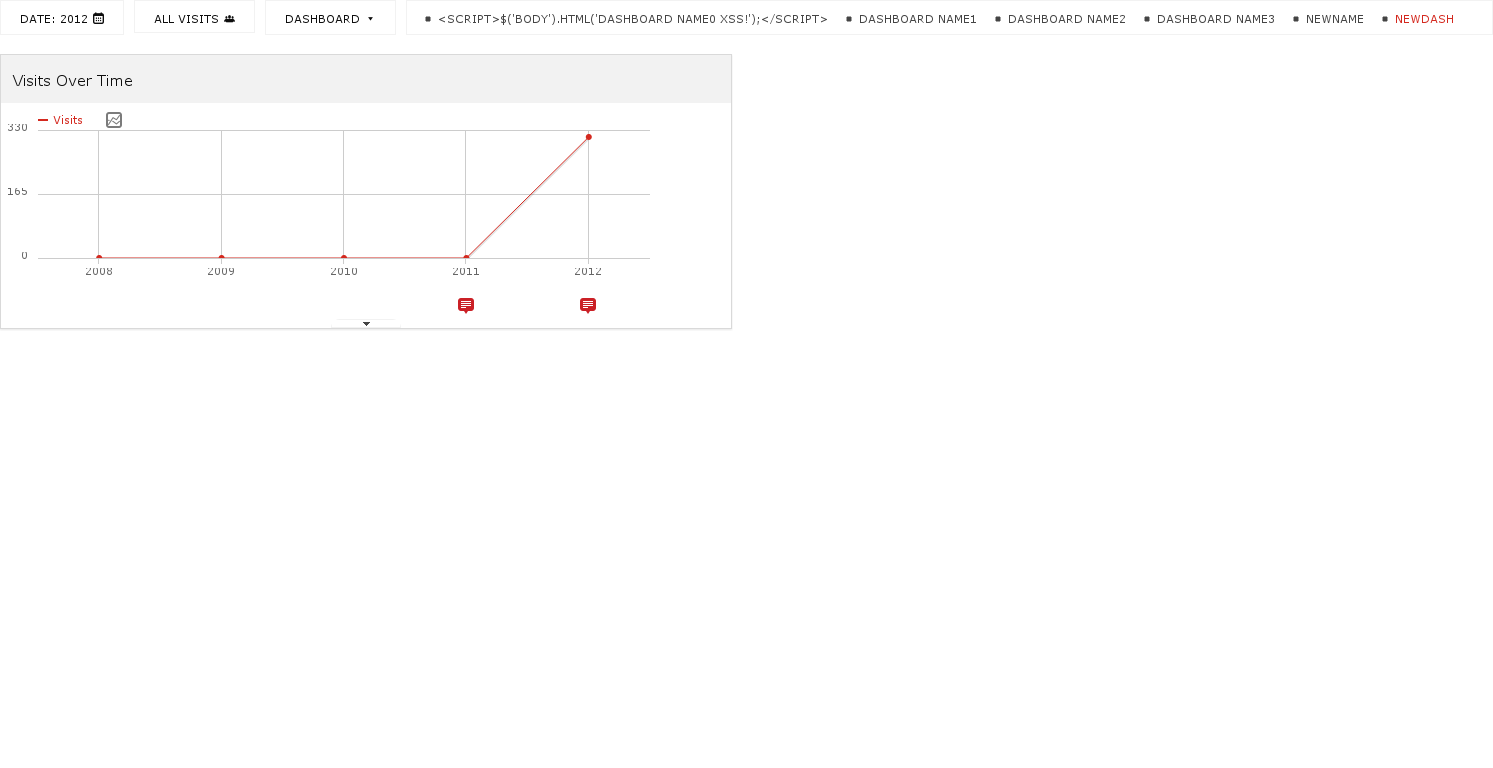 DATE: 2012 ALL VISITS DASHBOARD <SCRIPT>$('BODY').HTML('DASHBOARD NAME0 XSS!');</SCRIPT> DASHBOARD NAME1 DASHBOARD NAME2 DASHBOARD NAME3 NEWNAME NEWDASH
Visits Over Time
Visits
330
165
0
2008 2009 2010 2011 2012